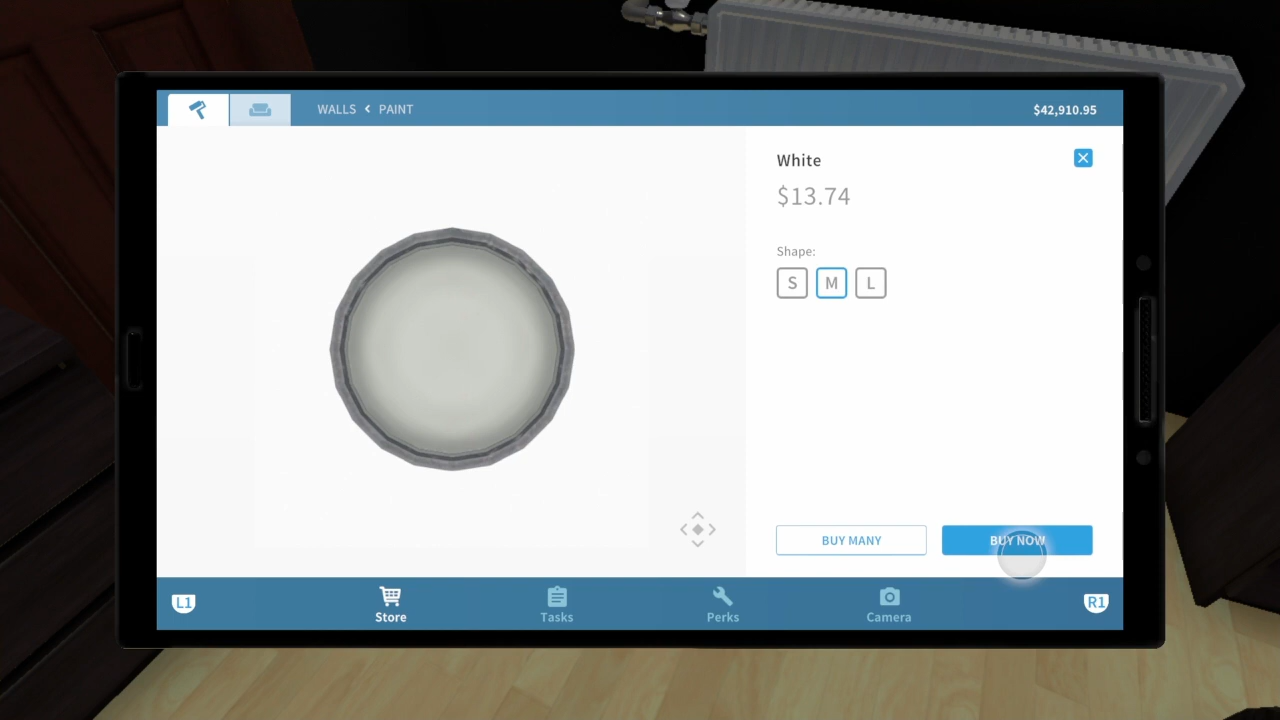 WALLS < PAINT
$42,910.95
White
$13.74
Shape:
S M L
BUY MANY
BUY NOW
L1
Store
Tasks
Perks
Camera
R1